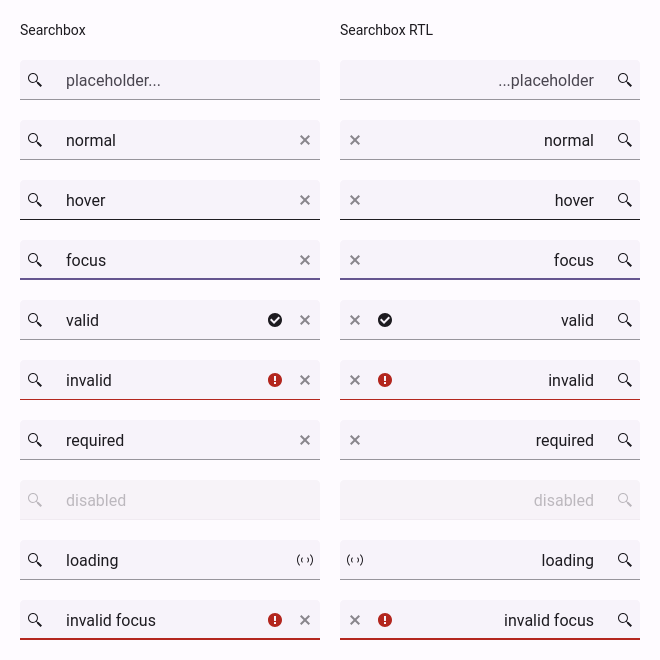 Searchbox
placeholder...
normal
hover
focus
valid
invalid
required
disabled
loading
invalid focus
Searchbox RTL
...placeholder
normal
hover
focus
valid
invalid
required
disabled
loading
invalid focus